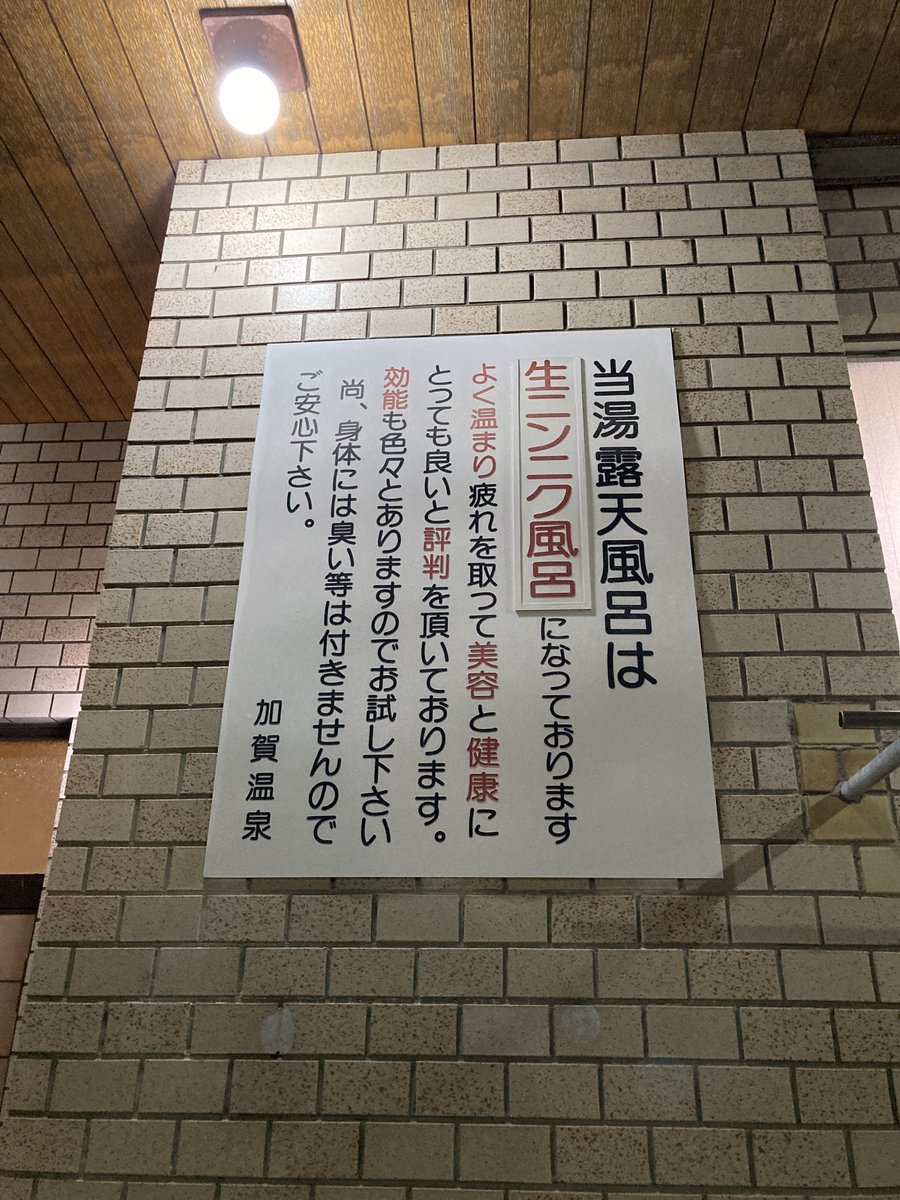 当湯露天風呂は
生ニンニク風呂になっております
よく温まり疲れを取って美容と健康に
とっても良いと評判を頂いております。
効能も色々とありますのでお試し下さい
尚、身体には臭い等は付きませんので
ご安心下さい。
加賀温泉